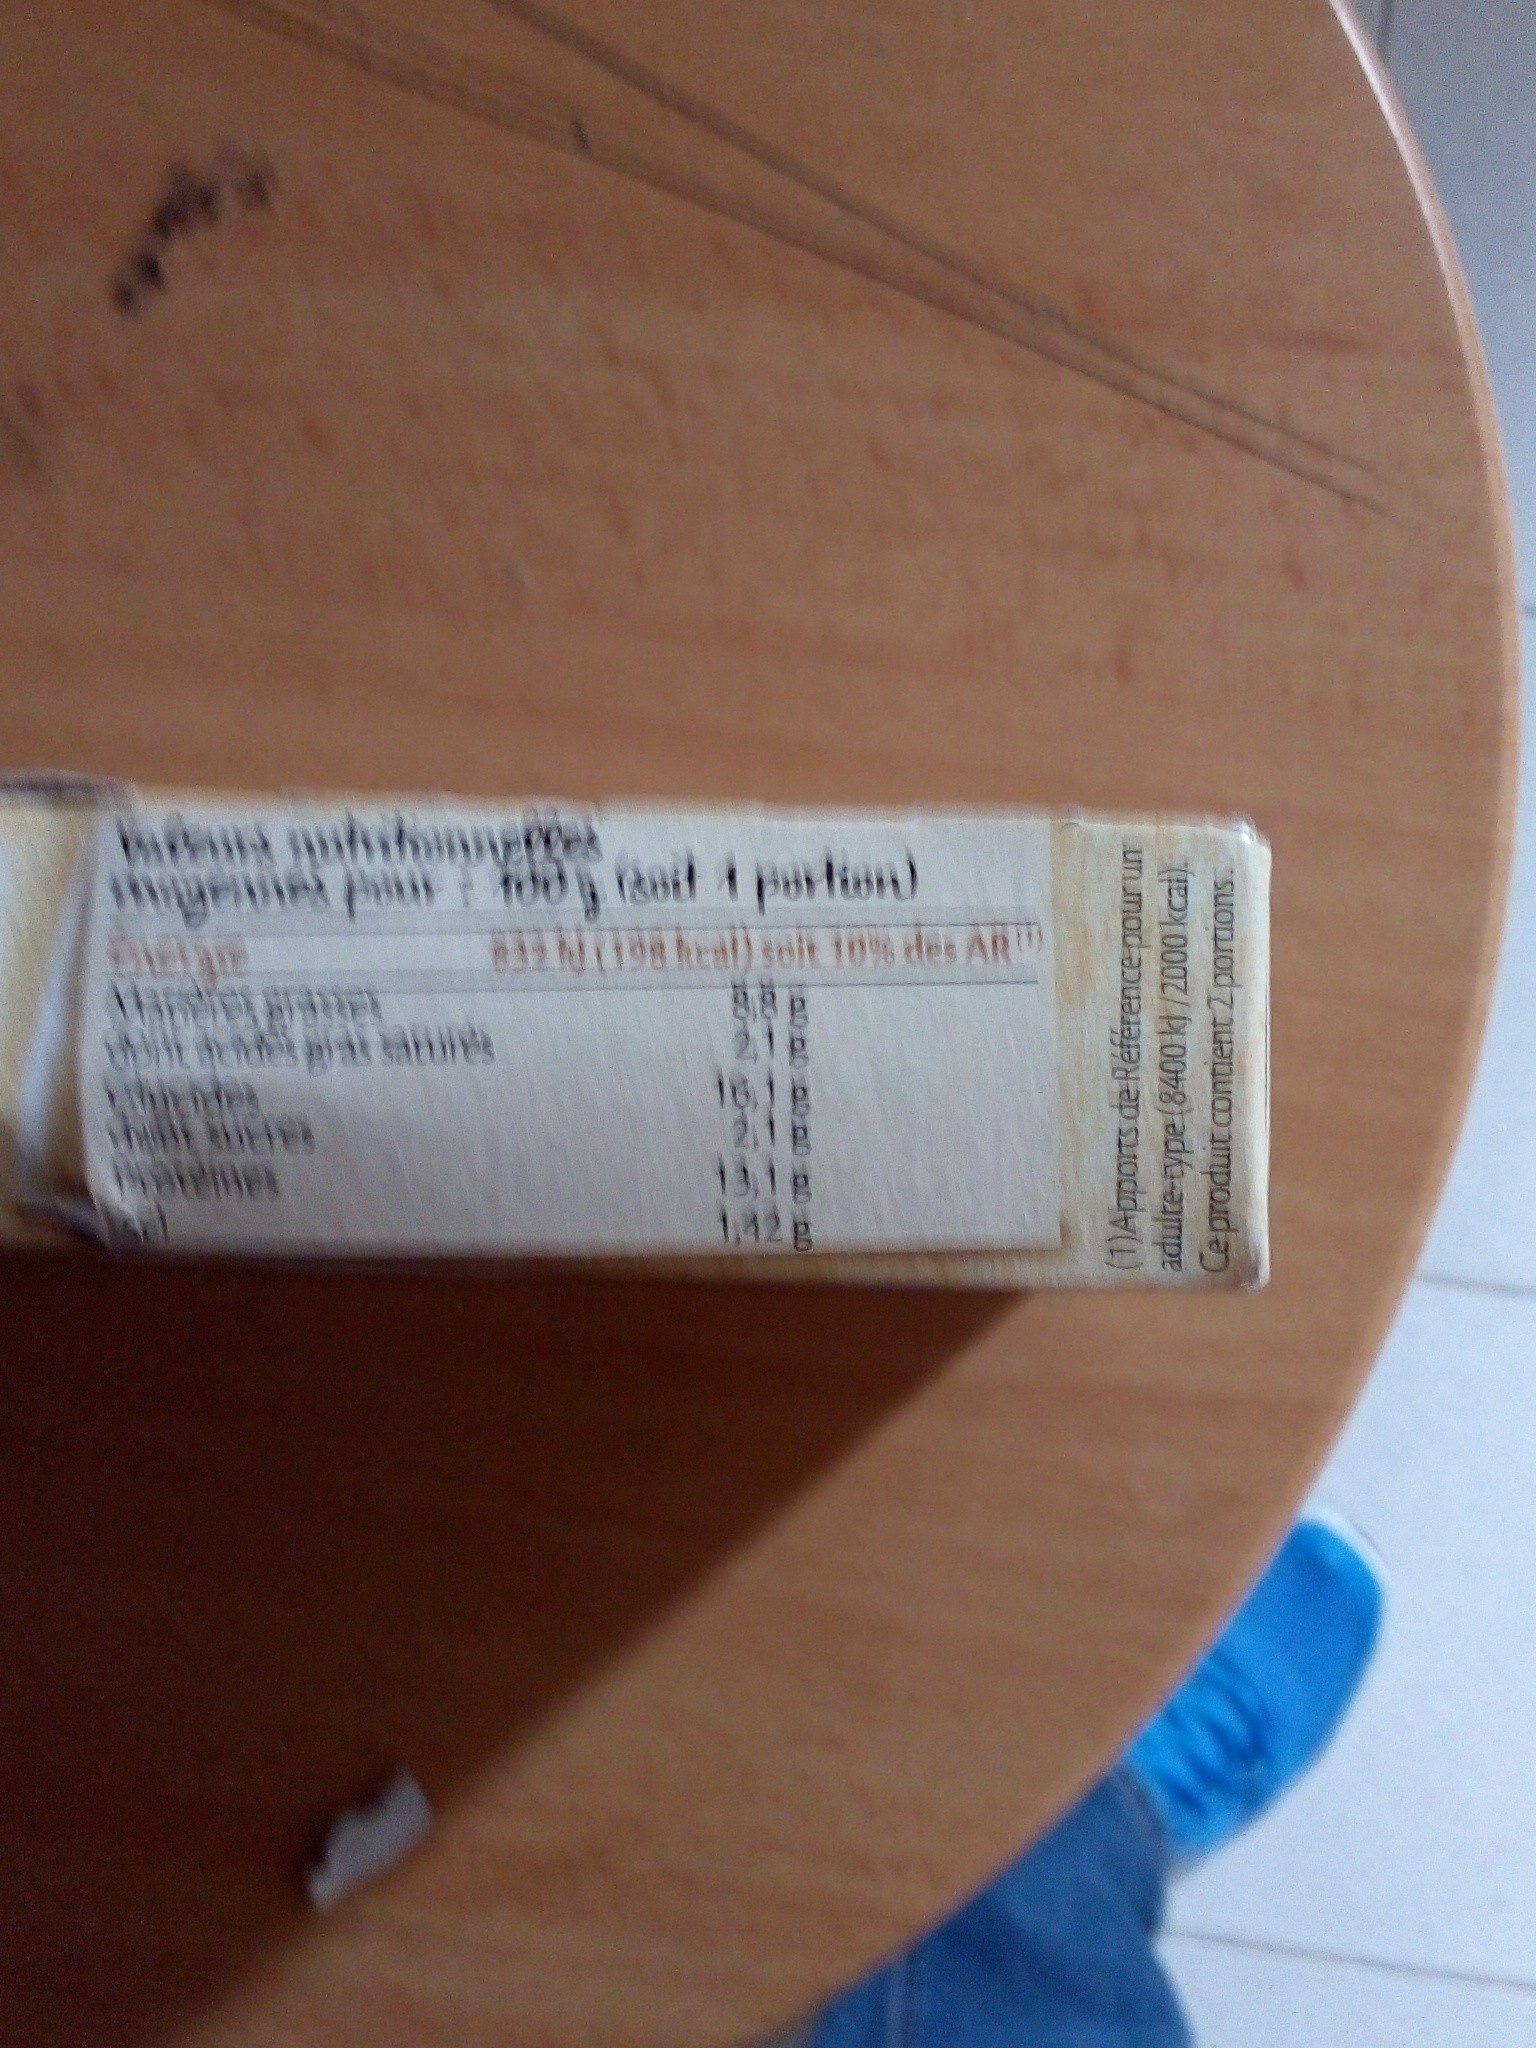 Valeurs nutritionnelles
moyennes pour : 100 g (soit 1 portion)
Énergie 832 kJ (198 kcal) soit 10% des AR(1)
Matières grasses 8,8 g
dont acides gras saturés 2,1 g
Glucides 16,1 g
dont sucres 2,1 g
Protéines 13,1 g
Sel 1,42 g
(1) Apports de Référence pour un
adulte-type (8400 kJ / 2000 kcal).
Ce produit contient 2 portions.